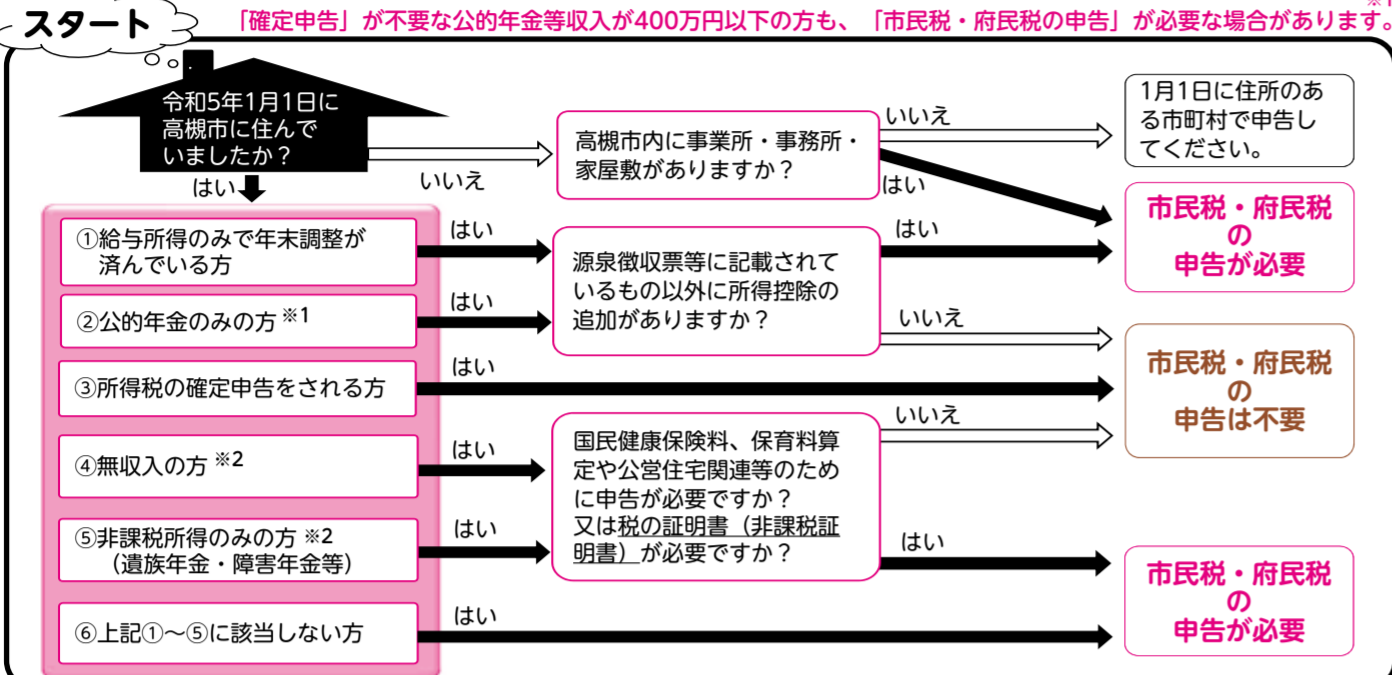 ※1
スタート
「確定申告」が不要な公的年金等収入が400万円以下の方も、「市民税・府民税の申告」が必要な場合があります。
令和5年1月1日に
高槻市に住んで
いましたか？
はい
いいえ
高槻市内に事業所・事務所・
家屋敷がありますか？
いいえ
はい
1月1日に住所のあ
る市町村で申告し
てください。
市民税・府民税
の
申告が必要
①給与所得のみで年末調整が
済んでいる方
はい
②公的年金のみの方 ※1
はい
源泉徴収票等に記載されて
いるもの以外に所得控除の
追加がありますか？
はい
いいえ
③所得税の確定申告をされる方
はい
市民税・府民税
の
申告は不要
④無収入の方 ※2
はい
⑤非課税所得のみの方 ※2
（遺族年金・障害年金等）
はい
国民健康保険料、保育料算
定や公営住宅関連等のため
に申告が必要ですか？
又は税の証明書（非課税証
明書）が必要ですか？
いいえ
はい
⑥上記①～⑤に該当しない方
はい
市民税・府民税
の
申告が必要